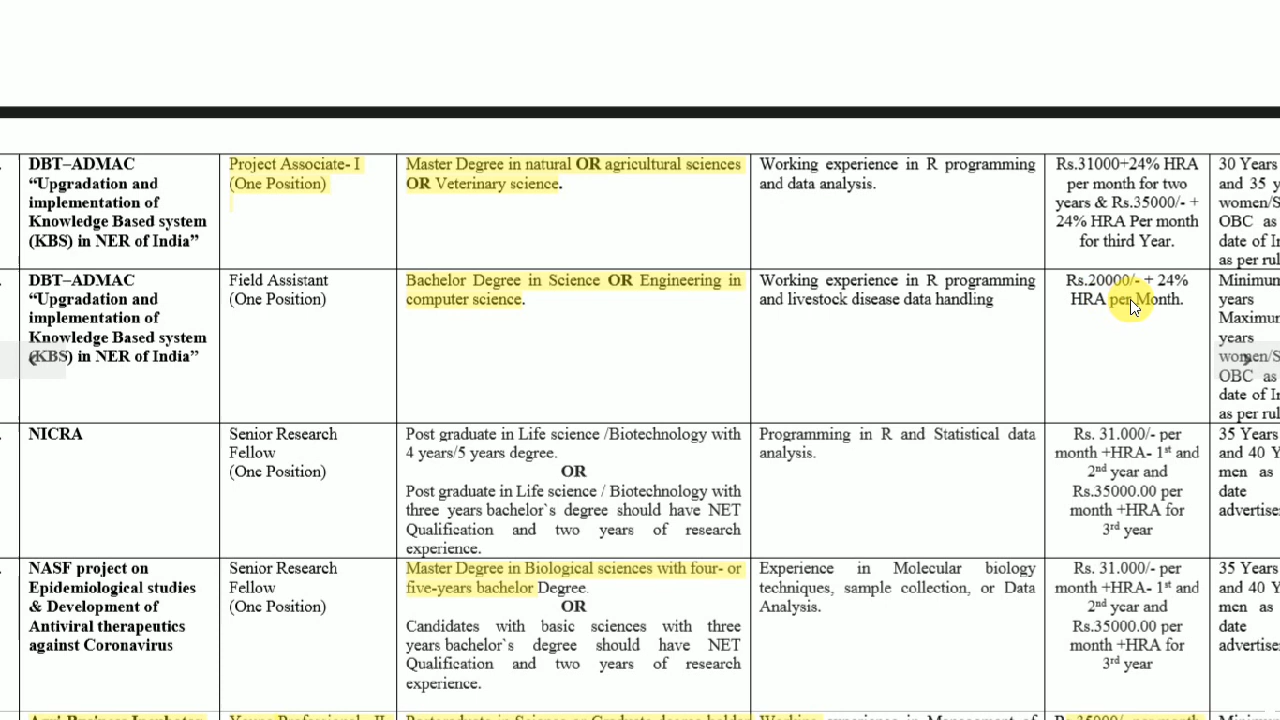 DBT–ADMAC
“Upgradation and
implementation of
Knowledge Based system
(KBS) in NER of India”
Project Associate- I
(One Position)
Master Degree in natural OR agricultural sciences
OR Veterinary science.
Working experience in R programming
and data analysis.
Rs.31000+24% HRA
per month for two
years & Rs.35000/- +
24% HRA Per month
for third Year.
30 Years
and 35 y
women/S
OBC as
date of In
as per rul
DBT–ADMAC
“Upgradation and
implementation of
Knowledge Based system
(KBS) in NER of India”
Field Assistant
(One Position)
Bachelor Degree in Science OR Engineering in
computer science.
Working experience in R programming
and livestock disease data handling
Rs.20000/- + 24%
HRA per Month.
Minimum
years
Maximum
years
women/S
OBC as
date of In
as per rul
NICRA
Senior Research
Fellow
(One Position)
Post graduate in Life science /Biotechnology with
4 years/5 years degree.
OR
Post graduate in Life science / Biotechnology with
three years bachelor`s degree should have NET
Qualification and two years of research
experience.
Programming in R and Statistical data
analysis.
Rs. 31.000/- per
month +HRA- 1st and
2nd year and
Rs.35000.00 per
month +HRA for
3rd year
35 Years
and 40 Y
men as
date
advertise
NASF project on
Epidemiological studies
& Development of
Antiviral therapeutics
against Coronavirus
Senior Research
Fellow
(One Position)
Master Degree in Biological sciences with four- or
five-years bachelor Degree
OR
Candidates with basic sciences with three
years bachelor`s degree should have NET
Qualification and two years of research
experience.
Experience in Molecular biology
techniques, sample collection, or Data
Analysis.
Rs. 31.000/- per
month +HRA- 1st and
2nd year and
Rs.35000.00 per
month +HRA for
3rd year
35 Years
and 40 Y
men as
date
advertise